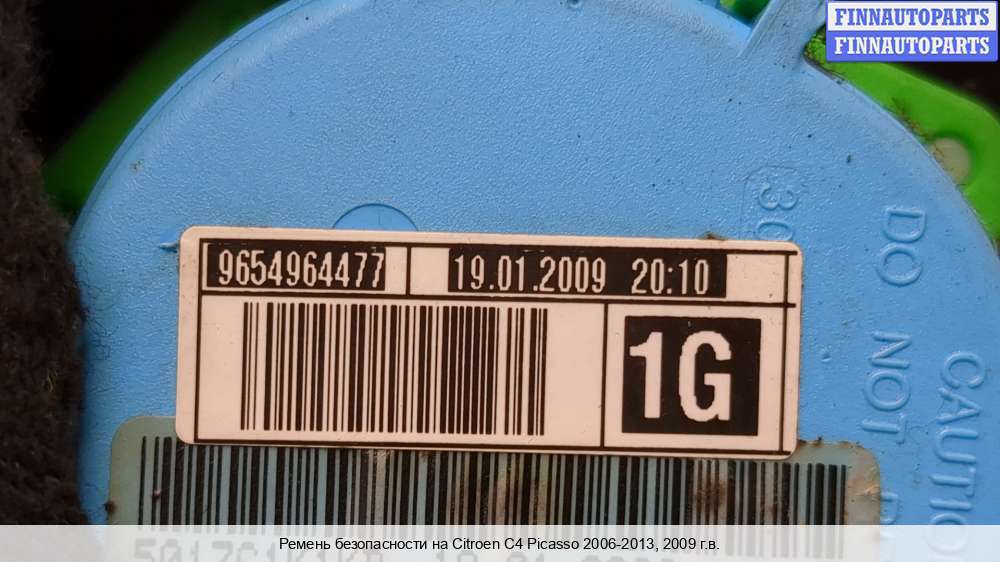 FINNAUTOPARTS
FINNAUTOPARTS
9654964477
19.01.2009 20:10
1G
DO NOT
CAUTIO
Ремень безопасности на Citroen C4 Picasso 2006-2013, 2009 г.в.